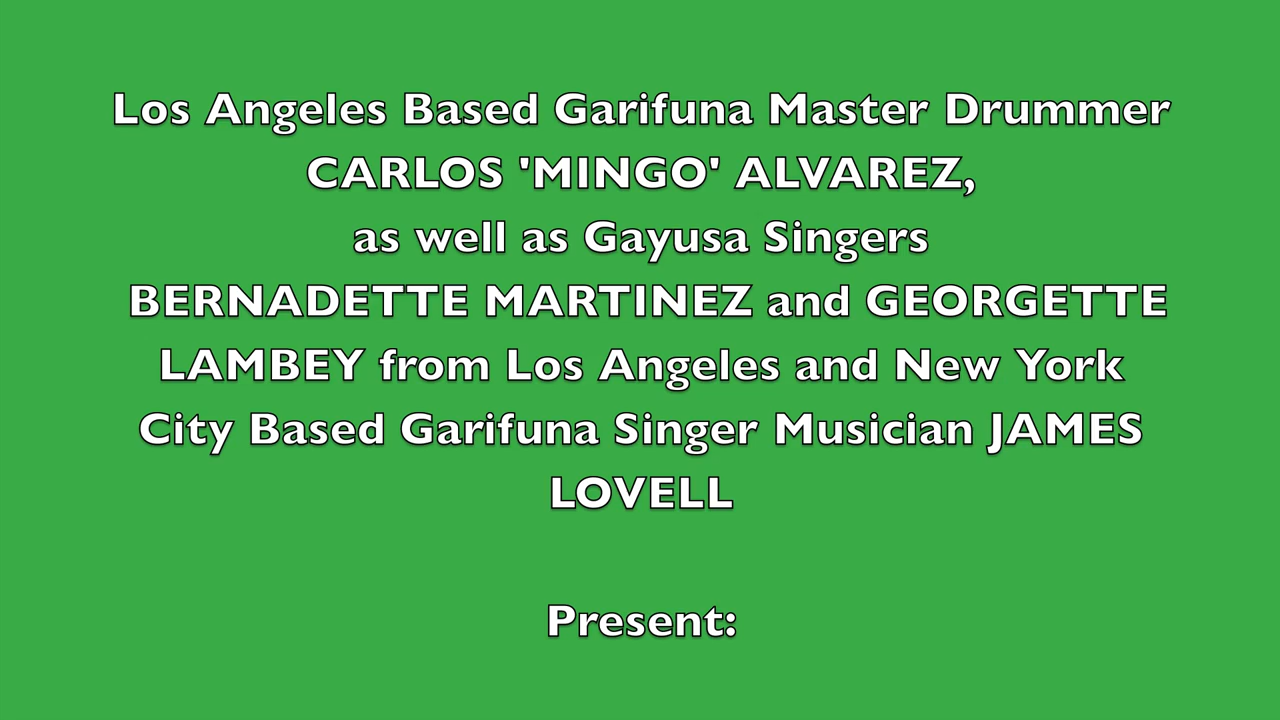 Los Angeles Based Garifuna Master Drummer
CARLOS 'MINGO' ALVAREZ,
as well as Gayusa Singers
BERNADETTE MARTINEZ and GEORGETTE
LAMBEY from Los Angeles and New York
City Based Garifuna Singer Musician JAMES
LOVELL
Present: